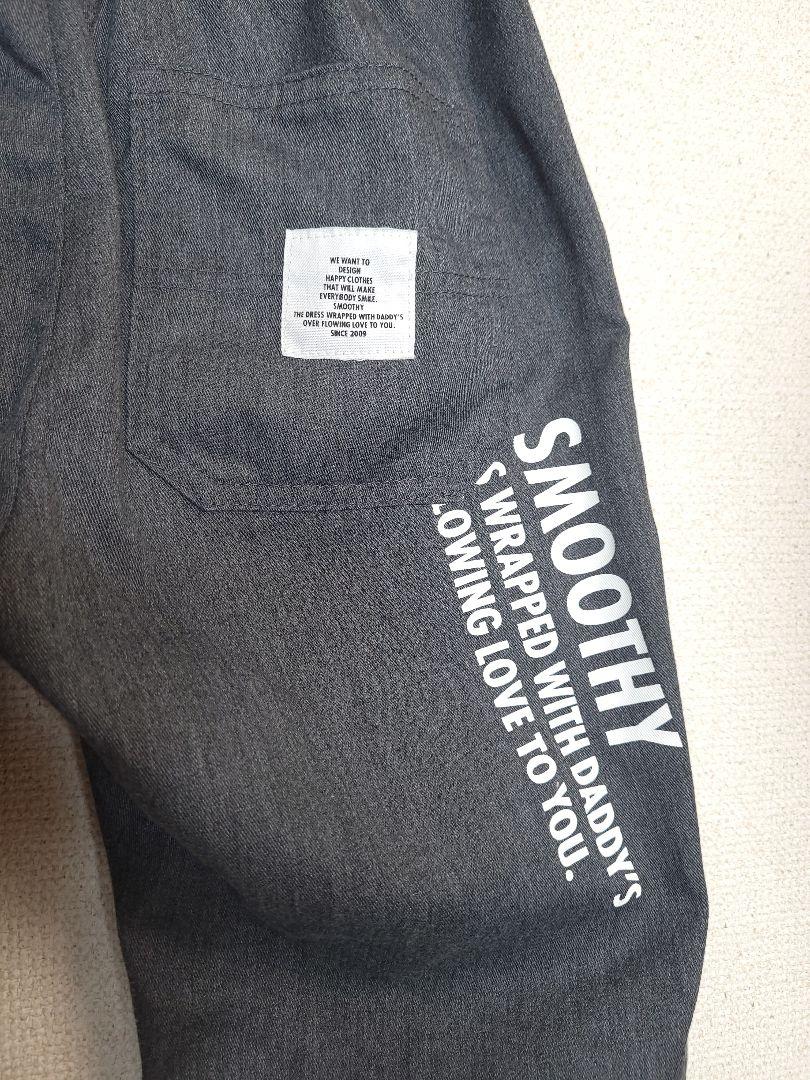 WE WANT TO
DESIGN
HAPPY CLOTHES
THAT WILL MAKE
EVERYBODY SMILE.
SMOOTHY
THE DRESS WRAPPED WITH DADDY'S
OVER FLOWING LOVE TO YOU.
SINCE 2009
SMOOTHY
S WRAPPED WITH DADDY'S
LOWING LOVE TO YOU.